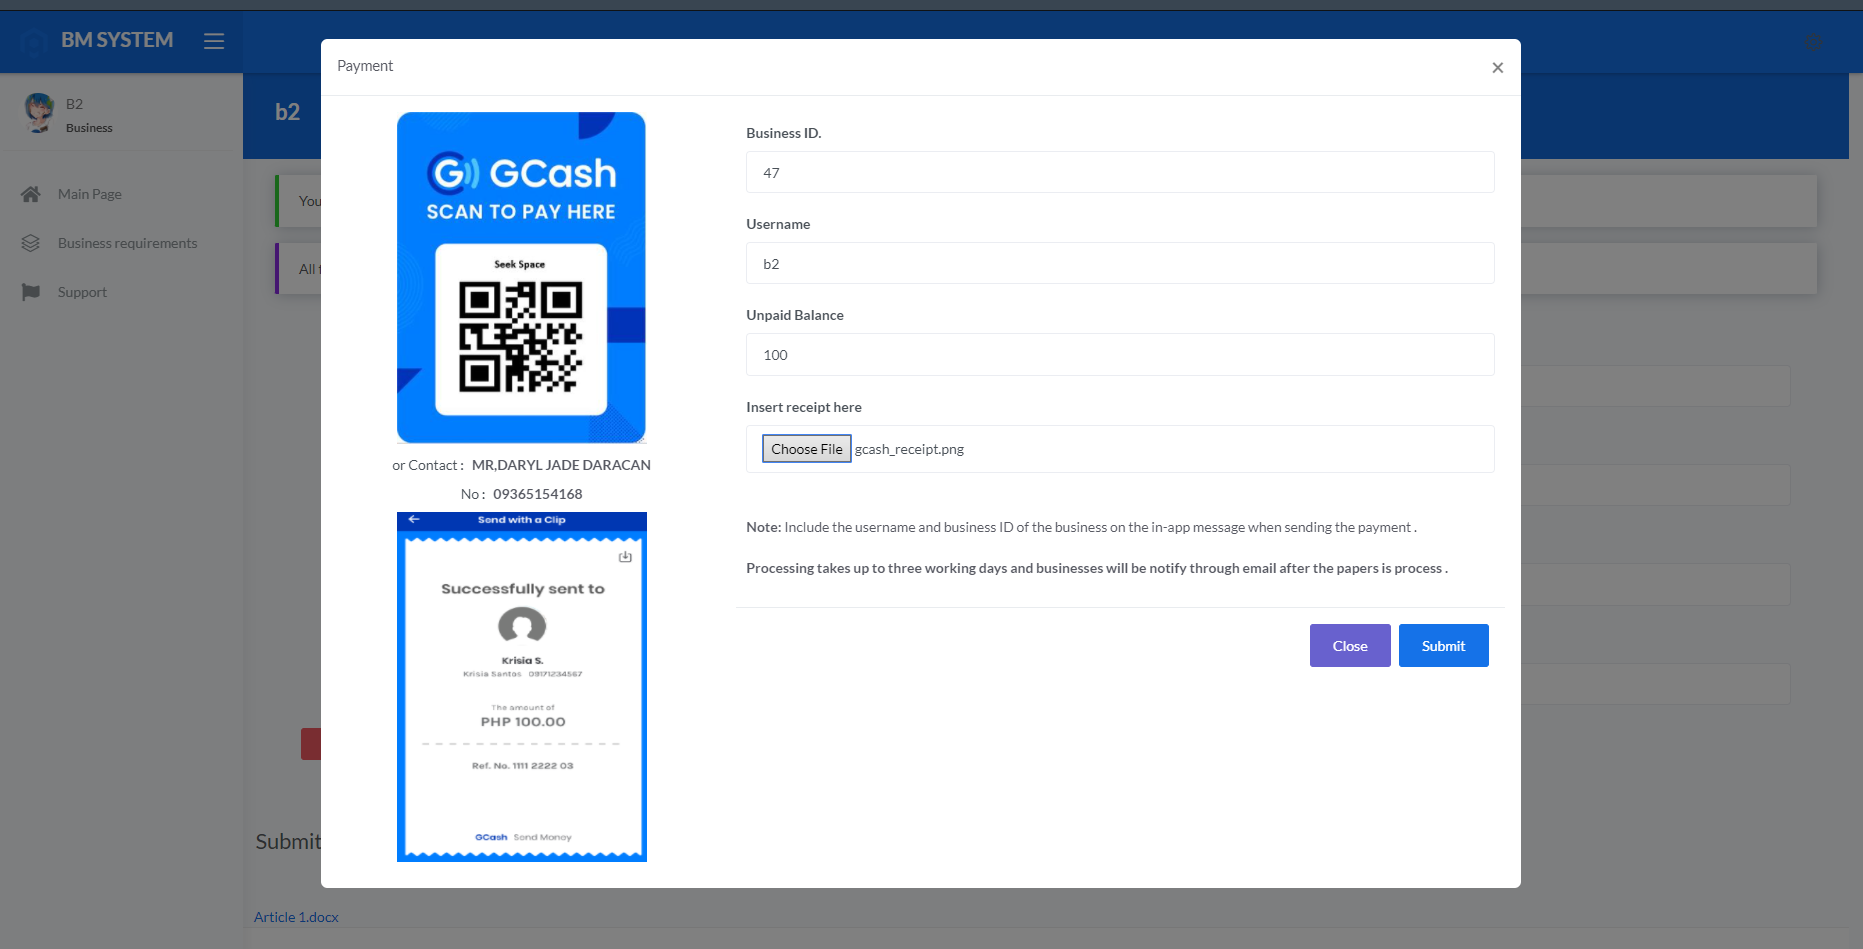 BM SYSTEM
B2
Business
Main Page
Business requirements
Support
b2
You
All
Submit
Article 1.docx
Payment
×
GCash
SCAN TO PAY HERE
Seek Space
or Contact : MR,DARYL JADE DARACAN
No : 09365154168
Send with a Clip
Successfully sent to
Krisia S.
Krisia Santos 09171234567
The amount of
PHP 100.00
Ref. No. 1111 2222 03
GCash Send Money
Business ID.
47
Username
b2
Unpaid Balance
100
Insert receipt here
Choose File gcash_receipt.png
Note: Include the username and business ID of the business on the in-app message when sending the payment .
Processing takes up to three working days and businesses will be notify through email after the papers is process .
Close
Submit